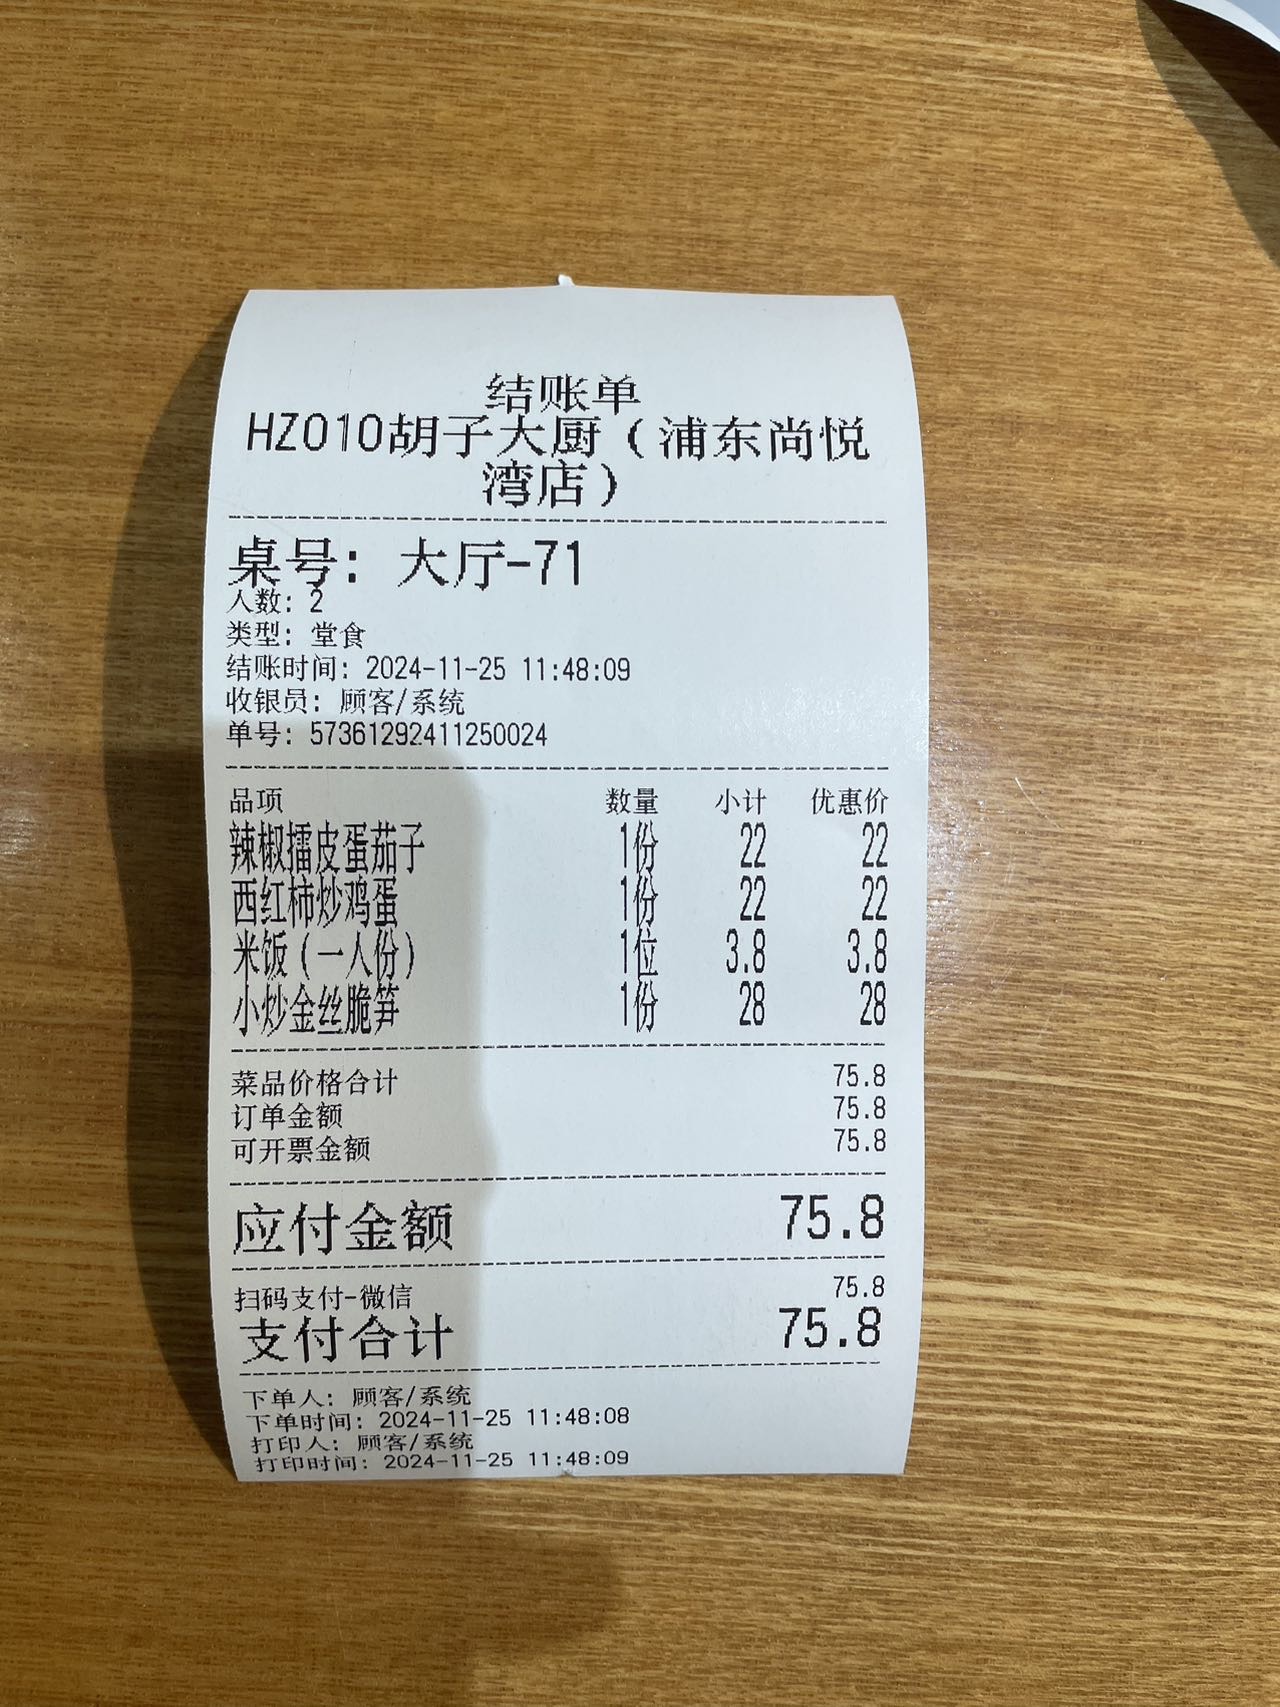 结账单
HZ010胡子大厨（浦东尚悦
湾店）
桌号: 大厅-71
人数: 2
类型: 堂食
结账时间: 2024-11-25 11:48:09
收银员: 顾客/系统
单号: 57361292411250024
品项 数量 小计 优惠价
辣椒擂皮蛋茄子 1份 22 22
西红柿炒鸡蛋 1份 22 22
米饭（一人份） 1位 3.8 3.8
小炒金丝脆笋 1份 28 28
菜品价格合计 75.8
订单金额 75.8
可开票金额 75.8
应付金额 75.8
扫码支付-微信 75.8
支付合计 75.8
下单人: 顾客/系统
下单时间: 2024-11-25 11:48:08
打印人: 顾客/系统
打印时间: 2024-11-25 11:48:09